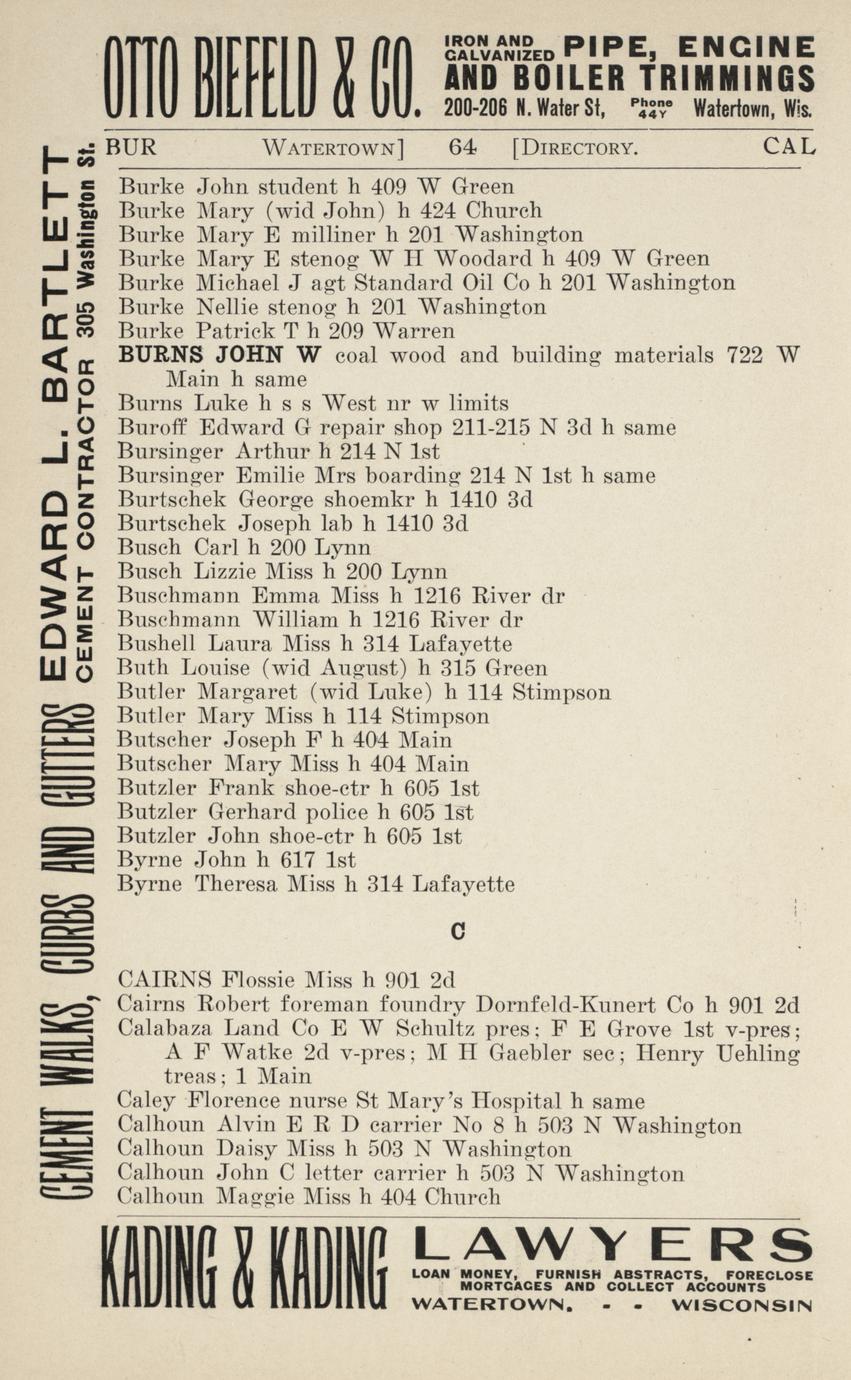 OTTO BIEFELD & CO. IRON AND GALVANIZED PIPE, ENGINE
AND BOILER TRIMMINGS
200-206 N. Water St, Phone 44Y Watertown, Wis.
BUR WATERTOWN] 64 [DIRECTORY. CAL
Burke John student h 409 W Green
Burke Mary (wid John) h 424 Church
Burke Mary E milliner h 201 Washington
Burke Mary E stenog W H Woodard h 409 W Green
Burke Michael J agt Standard Oil Co h 201 Washington
Burke Nellie stenog h 201 Washington
Burke Patrick T h 209 Warren
BURNS JOHN W coal wood and building materials 722 W
Main h same
Burns Luke h s s West nr w limits
Buroff Edward G repair shop 211-215 N 3d h same
Bursinger Arthur h 214 N 1st
Bursinger Emilie Mrs boarding 214 N 1st h same
Burtschek George shoemkr h 1410 3d
Burtschek Joseph lab h 1410 3d
Busch Carl h 200 Lynn
Busch Lizzie Miss h 200 Lynn
Buschmann Emma Miss h 1216 River dr
Buschmann William h 1216 River dr
Bushell Laura Miss h 314 Lafayette
Buth Louise (wid August) h 315 Green
Butler Margaret (wid Luke) h 114 Stimpson
Butler Mary Miss h 114 Stimpson
Butscher Joseph F h 404 Main
Butscher Mary Miss h 404 Main
Butzler Frank shoe-ctr h 605 1st
Butzler Gerhard police h 605 1st
Butzler John shoe-ctr h 605 1st
Byrne John h 617 1st
Byrne Theresa Miss h 314 Lafayette
C
CAIRNS Flossie Miss h 901 2d
Cairns Robert foreman foundry Dornfeld-Kunert Co h 901 2d
Calabaza Land Co E W Schultz pres; F E Grove 1st v-pres;
A F Watke 2d v-pres; M H Gaebler sec; Henry Uehling
treas; 1 Main
Caley Florence nurse St Mary's Hospital h same
Calhoun Alvin E R D carrier No 8 h 503 N Washington
Calhoun Daisy Miss h 503 N Washington
Calhoun John C letter carrier h 503 N Washington
Calhoun Maggie Miss h 404 Church
CEMENT WALKS, CURBS AND GUTTERS
EDWARD L. BARTLETT
CEMENT CONTRACTOR 305 Washington St.
KADING & KADING LAWYERS
LOAN MONEY, FURNISH ABSTRACTS, FORECLOSE
MORTGAGES AND COLLECT ACCOUNTS
WATERTOWN. - - WISCONSIN